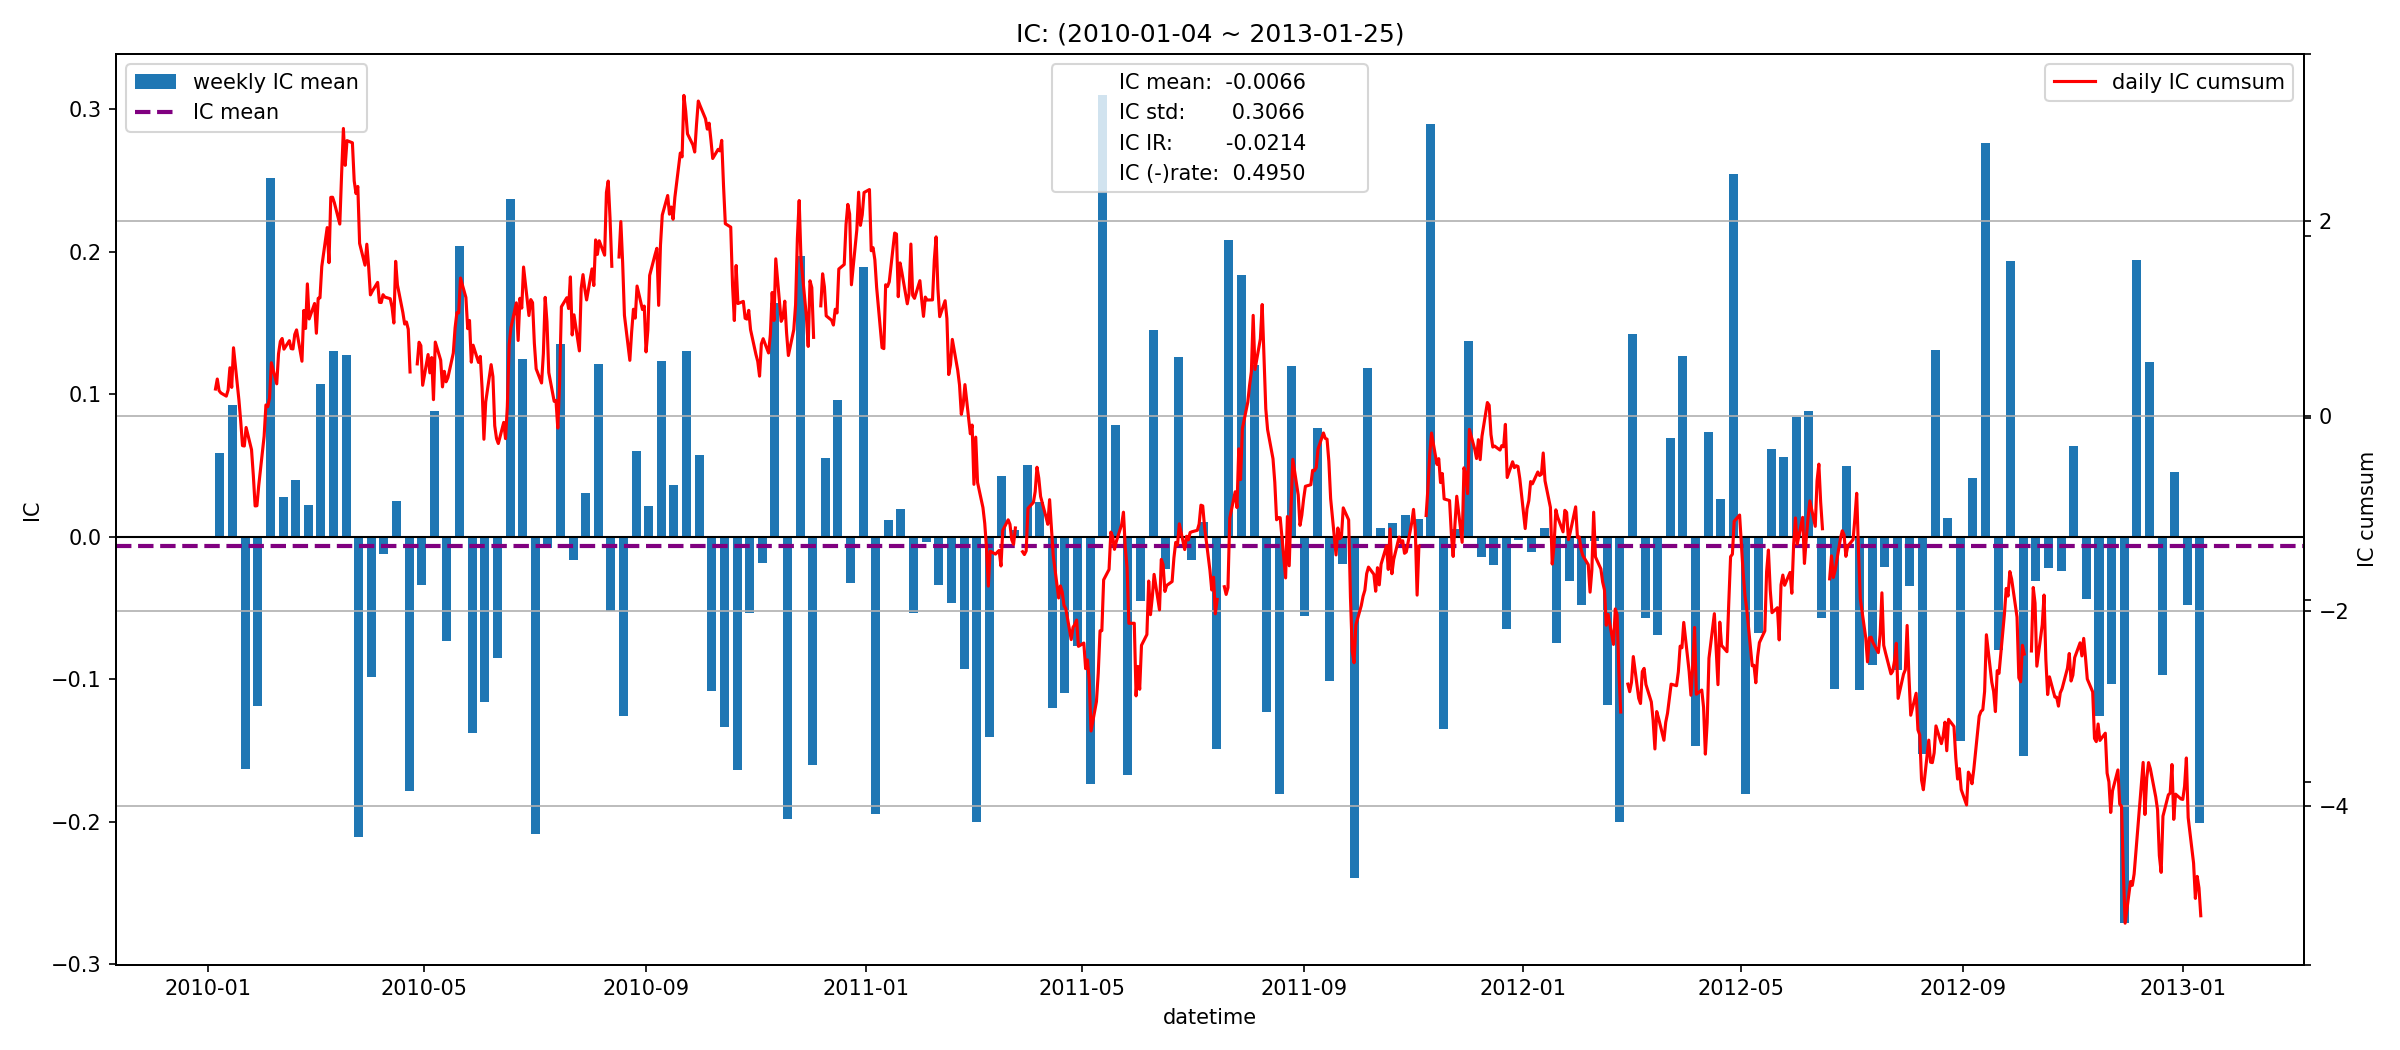 IC: (2010-01-04 ~ 2013-01-25)
weekly IC mean
IC mean
IC mean: -0.0066
IC std: 0.3066
IC IR: -0.0214
IC (-)rate: 0.4950
daily IC cumsum
0.3
0.2
0.1
0.0
−0.1
−0.2
−0.3
IC
2
0
−2
−4
IC cumsum
2010-01 2010-05 2010-09 2011-01 2011-05 2011-09 2012-01 2012-05 2012-09 2013-01
datetime